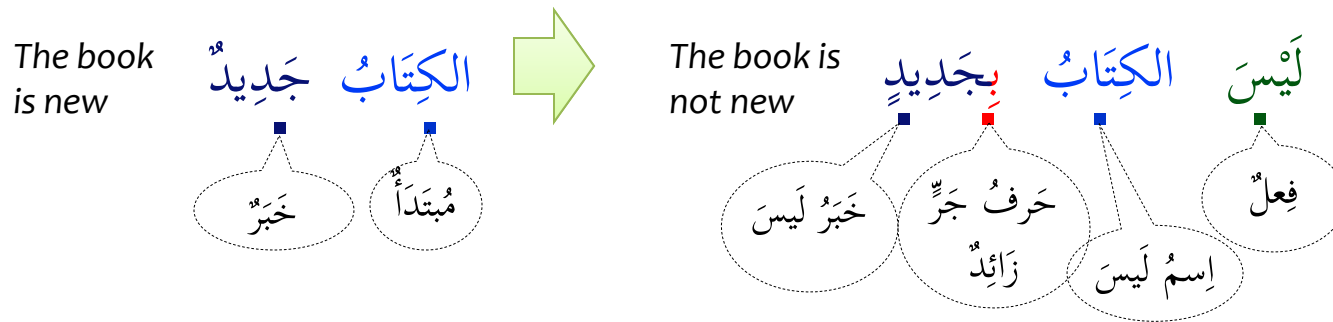 The book
is new
الكِتَابُ جَدِيدٌ
مُبتَدَأٌ
خَبَرٌ
The book is
not new
لَيْسَ الكِتَابُ بِجَدِيدٍ
فِعلٌ
اِسمُ لَيسَ
حَرفُ جَرٍّ
زَائِدٌ
خَبَرُ لَيسَ